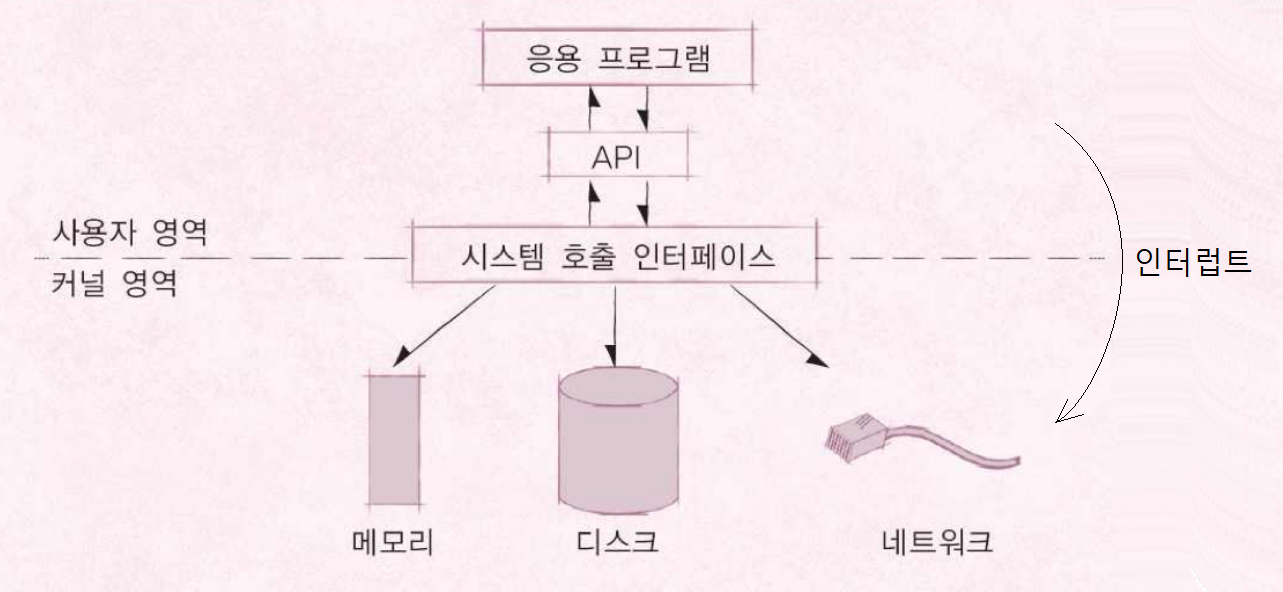 응용 프로그램
API
시스템 호출 인터페이스
사용자 영역
커널 영역
인터럽트
메모리
디스크
네트워크